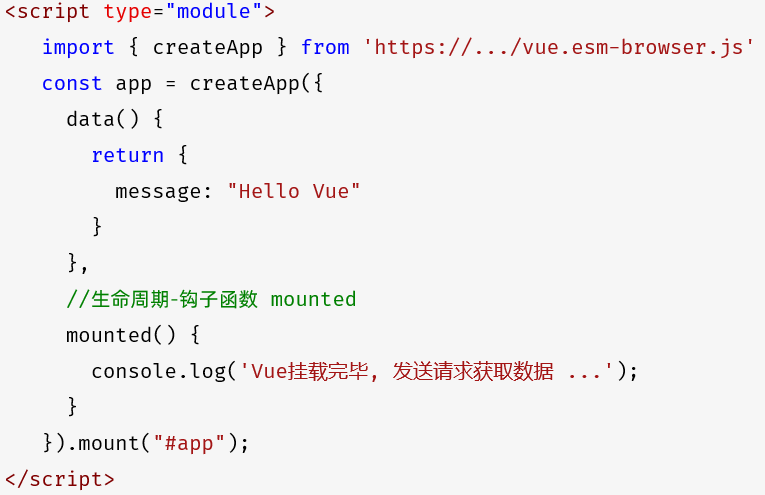 <script type="module">
   import { createApp } from 'https://.../vue.esm-browser.js'
   const app = createApp({
     data() {
       return {
         message: "Hello Vue"
       }
     },
     //生命周期-钩子函数 mounted
     mounted() {
       console.log('Vue挂载完毕, 发送请求获取数据 ...');
     }
   }).mount("#app");
</script>